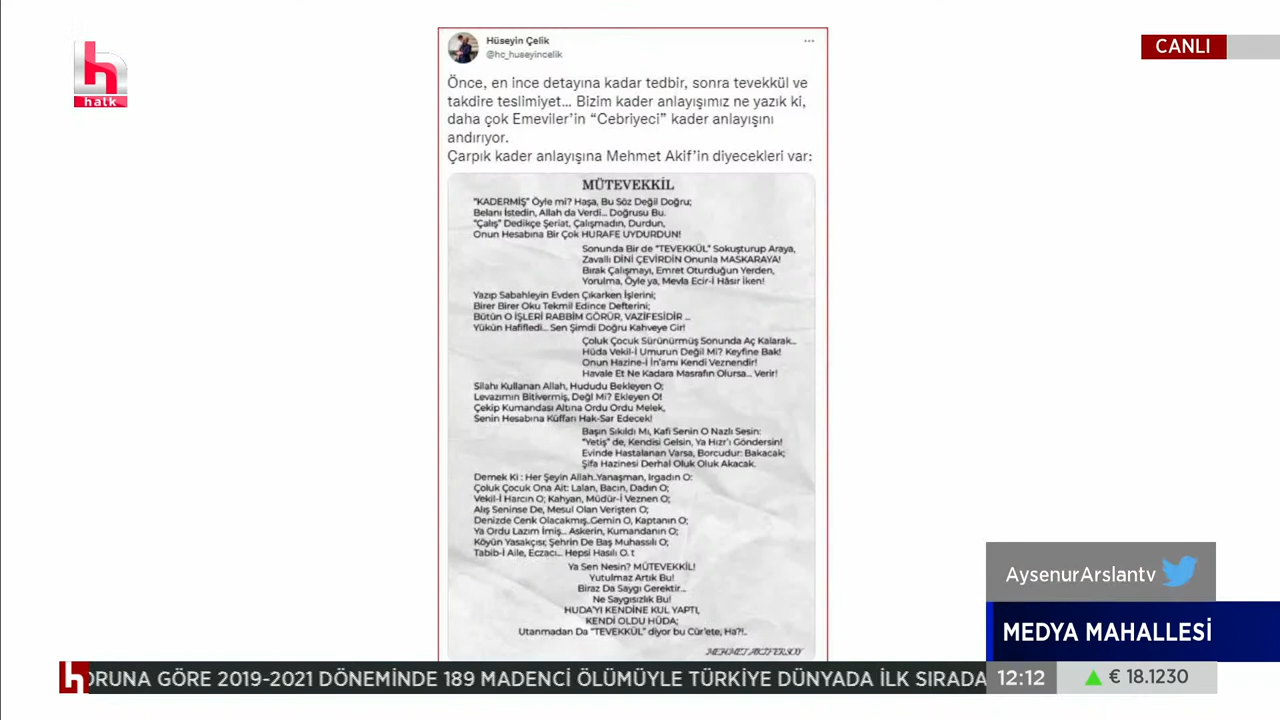 halk
CANLI
Hüseyin Çelik
@hc_huseyincelik
Önce, en ince detayına kadar tedbir, sonra tevekkül ve
takdire teslimiyet... Bizim kader anlayışımız ne yazık ki,
daha çok Emeviler'in “Cebriyeci” kader anlayışını
andırıyor.
Çarpık kader anlayışına Mehmet Akif'in diyecekleri var:
MÜTEVEKKİL
"KADERMİŞ" Öyle mi? Haşa, Bu Söz Değil Doğru;
Belanı İstedin, Allah da Verdi... Doğrusu Bu.
"Çalış" Dedikçe Şeriat, Çalışmadın, Durdun,
Onun Hesabına Bir Çok HURAFE UYDURDUN!
Sonunda Bir de "TEVEKKÜL" Sokuşturup Araya,
Zavallı DİNİ ÇEVİRDİN Onunla MASKARAYA!
Bırak Çalışmayı, Emret Oturduğun Yerden,
Yorulma, Öyle ya, Mevla Ecir-i Hâsır İken!
Yazıp Sabahleyin Evden Çıkarken İşlerini;
Birer Birer Oku Tekmil Edince Defterini;
Bütün O İŞLERİ RABBİM GÖRÜR, VAZİFESİDİR ...
Yükün Hafifledi... Sen Şimdi Doğru Kahveye Gir!
Çoluk Çocuk Sürünürmüş Sonunda Aç Kalarak...
Hüda Vekil-İ Umurun Değil Mi? Keyfine Bak!
Onun Hazine-İ İn'amı Kendi Veznendir!
Havale Et Ne Kadara Masrafın Olursa... Verir!
Silahı Kullanan Allah, Hududu Bekleyen O;
Levazımın Bitivermiş, Değl Mi? Ekleyen O!
Çekip Kumandası Altına Ordu Ordu Melek,
Senin Hesabına Küffarı Hak-Sar Edecek!
Başın Sıkıldı Mı, Kafi Senin O Nazlı Sesin:
"Yetiş" de, Kendisi Gelsin, Ya Hızr'ı Göndersin!
Evinde Hastalanan Varsa, Borcudur: Bakacak;
Şifa Hazinesi Derhal Oluk Oluk Akacak.
Demek Ki : Her Şeyin Allah..Yanaşman, Irgadın O:
Çoluk Çocuk Ona Ait: Lalan, Bacın, Dadın O;
Vekil-İ Harcın O; Kahyan, Müdür-İ Veznen O;
Alış Seninse De, Mesul Olan Verişten O;
Denizde Cenk Olacakmış..Gemin O, Kaptanın O;
Ya Ordu Lazım İmiş... Askerin, Kumandanın O;
Köyün Yasakçısı; Şehrin De Baş Muhassılı O;
Tabib-İ Aile, Eczacı... Hepsi Hasılı O. t
Ya Sen Nesin? MÜTEVEKKİL!
Yutulmaz Artık Bu!
Biraz Da Saygı Gerektir...
Ne Saygısızlık Bu!
HUDA'YI KENDİNE KUL YAPTI,
KENDİ OLDU HÜDA;
Utanmadan Da "TEVEKKÜL" diyor bu Cür'ete, Ha?!..
MEHMET AKİF ERSOY
AysenurArslantv
MEDYA MAHALLESİ
ORUNA GÖRE 2019-2021 DÖNEMİNDE 189 MADENCİ ÖLÜMÜYLE TÜRKİYE DÜNYADA İLK SIRADA
12:12
€ 18.1230